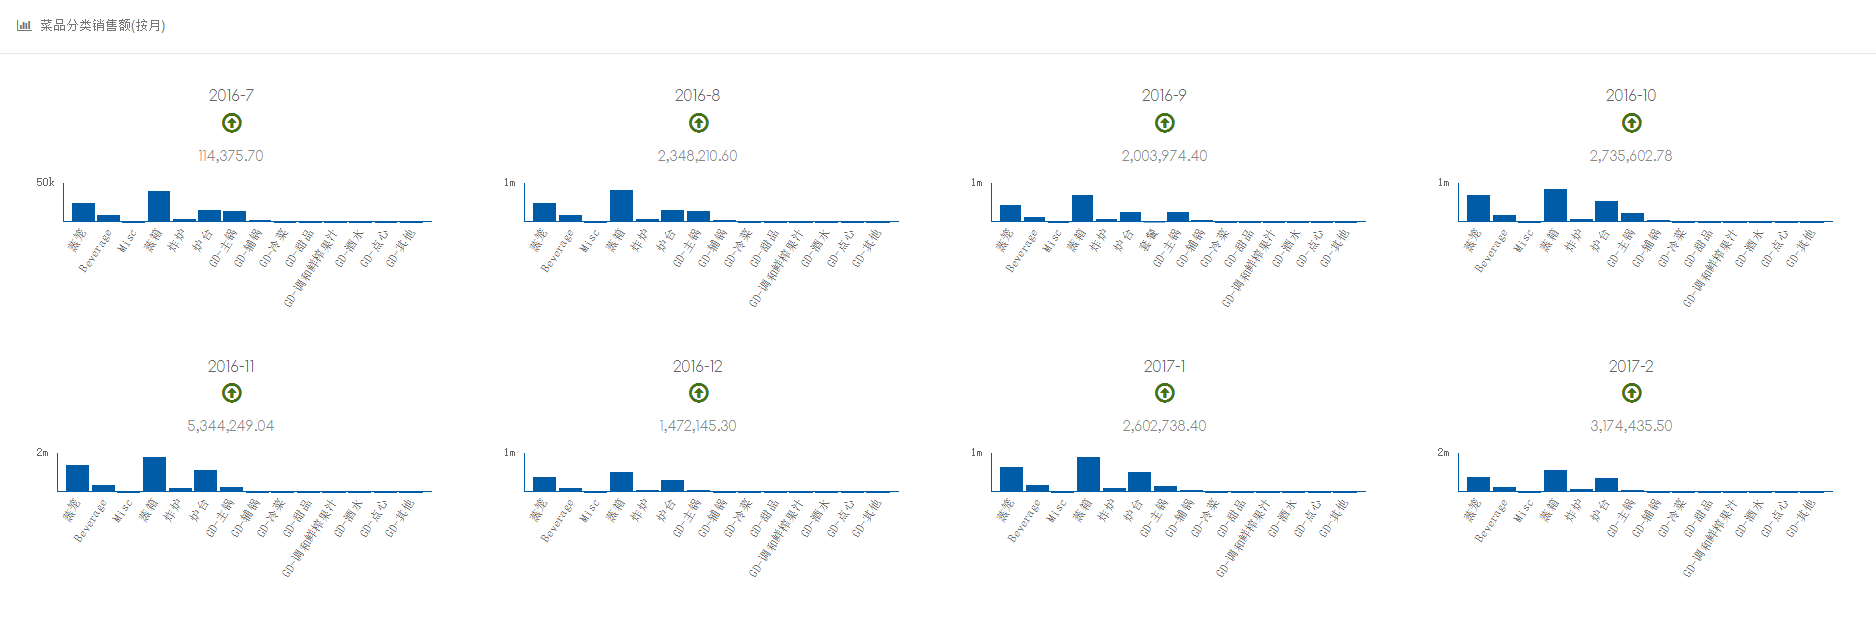 菜品分类销售额(按月)
2016-7
114,375.70
50k
蒸笼
Beverage
Misc
蒸箱
炸炉
炉台
GD-主锅
GD-辅锅
GD-冷菜
GD-甜品
GD-调和鲜榨果汁
GD-酒水
GD-点心
GD-其他
2016-8
2,348,210.60
1m
蒸笼
Beverage
Misc
蒸箱
炸炉
炉台
GD-主锅
GD-辅锅
GD-冷菜
GD-甜品
GD-调和鲜榨果汁
GD-酒水
GD-点心
GD-其他
2016-9
2,003,974.40
1m
蒸笼
Beverage
Misc
蒸箱
炸炉
炉台
套餐
GD-主锅
GD-辅锅
GD-冷菜
GD-甜品
GD-调和鲜榨果汁
GD-酒水
GD-点心
GD-其他
2016-10
2,735,602.78
1m
蒸笼
Beverage
Misc
蒸箱
炸炉
炉台
GD-主锅
GD-辅锅
GD-冷菜
GD-甜品
GD-调和鲜榨果汁
GD-酒水
GD-点心
GD-其他
2016-11
5,344,249.04
2m
蒸笼
Beverage
Misc
蒸箱
炸炉
炉台
GD-主锅
GD-辅锅
GD-冷菜
GD-甜品
GD-调和鲜榨果汁
GD-酒水
GD-点心
GD-其他
2016-12
1,472,145.30
1m
蒸笼
Beverage
Misc
蒸箱
炸炉
炉台
GD-主锅
GD-辅锅
GD-冷菜
GD-甜品
GD-调和鲜榨果汁
GD-酒水
GD-点心
GD-其他
2017-1
2,602,738.40
1m
蒸笼
Beverage
Misc
蒸箱
炸炉
炉台
GD-主锅
GD-辅锅
GD-冷菜
GD-甜品
GD-调和鲜榨果汁
GD-酒水
GD-点心
GD-其他
2017-2
3,174,435.50
2m
蒸笼
Beverage
Misc
蒸箱
炸炉
炉台
GD-主锅
GD-辅锅
GD-冷菜
GD-甜品
GD-调和鲜榨果汁
GD-酒水
GD-点心
GD-其他